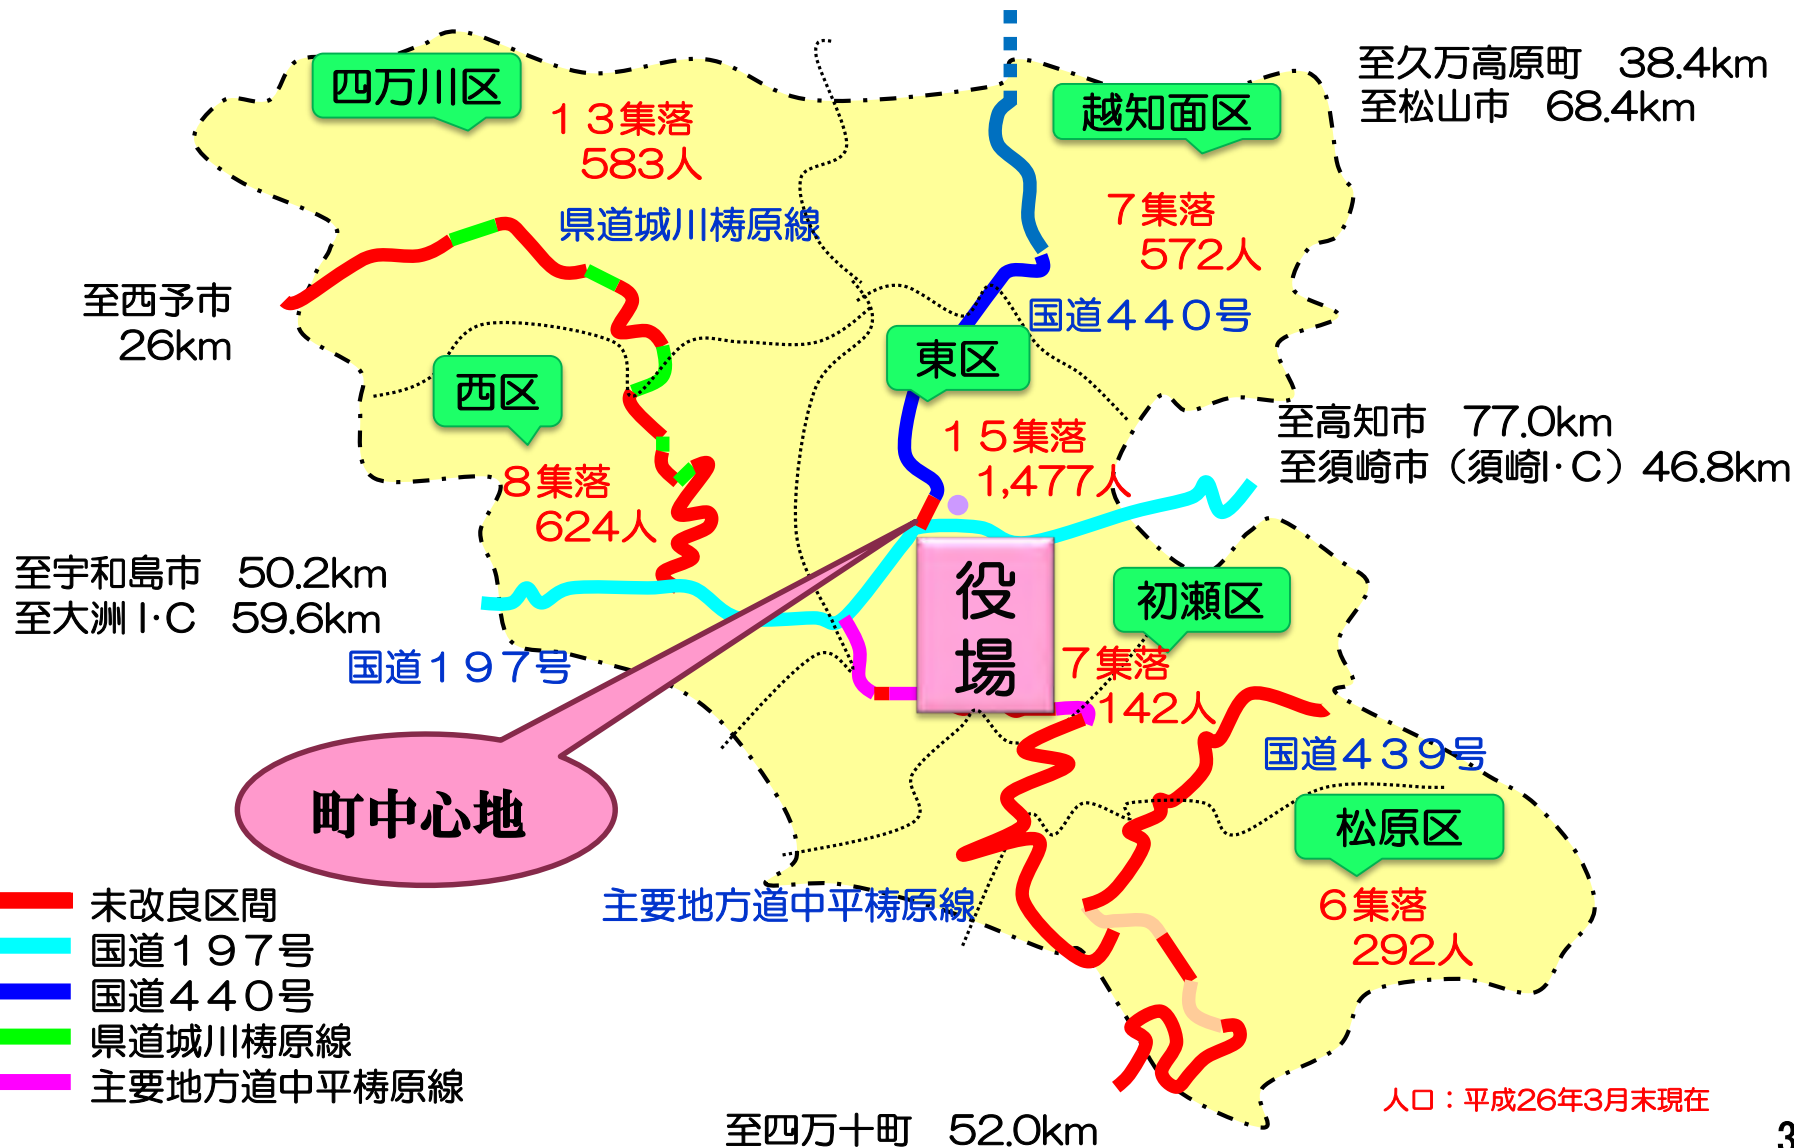 四万川区
１３集落
583人
越知面区
至久万高原町　38.4km
至松山市　68.4km
７集落
572人
県道城川梼原線
至西予市
26km
国道４４０号
東区
西区
１５集落
1,477人
至高知市　77.0km
至須崎市（須崎I･C）46.8km
８集落
624人
至宇和島市　50.2km
至大洲I･C　59.6km
役場
初瀬区
国道１９７号
７集落
142人
国道４３９号
町中心地
松原区
主要地方道中平梼原線
６集落
292人
未改良区間
国道１９７号
国道４４０号
県道城川梼原線
主要地方道中平梼原線
人口：平成26年3月末現在
至四万十町　52.0km
3